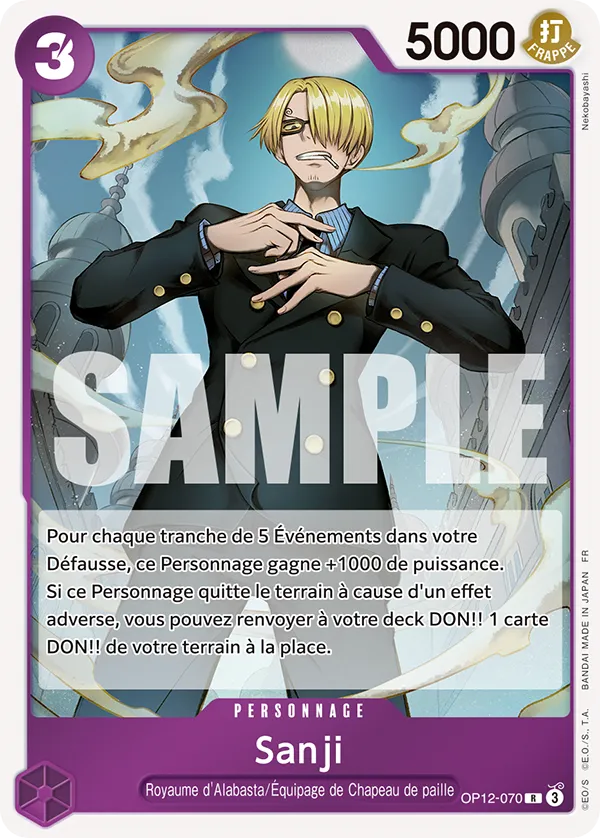 3
5000
打
FRAPPE
Nekobayashi
SAMPLE
Pour chaque tranche de 5 Événements dans votre
Défausse, ce Personnage gagne +1000 de puissance.
Si ce Personnage quitte le terrain à cause d'un effet
adverse, vous pouvez renvoyer à votre deck DON!! 1 carte
DON!! de votre terrain à la place.
PERSONNAGE
Sanji
Royaume d'Alabasta/Équipage de Chapeau de paille
OP12-070 R 3
©EO/S ©E.O./S., T.A. BANDAI MADE IN JAPAN FR